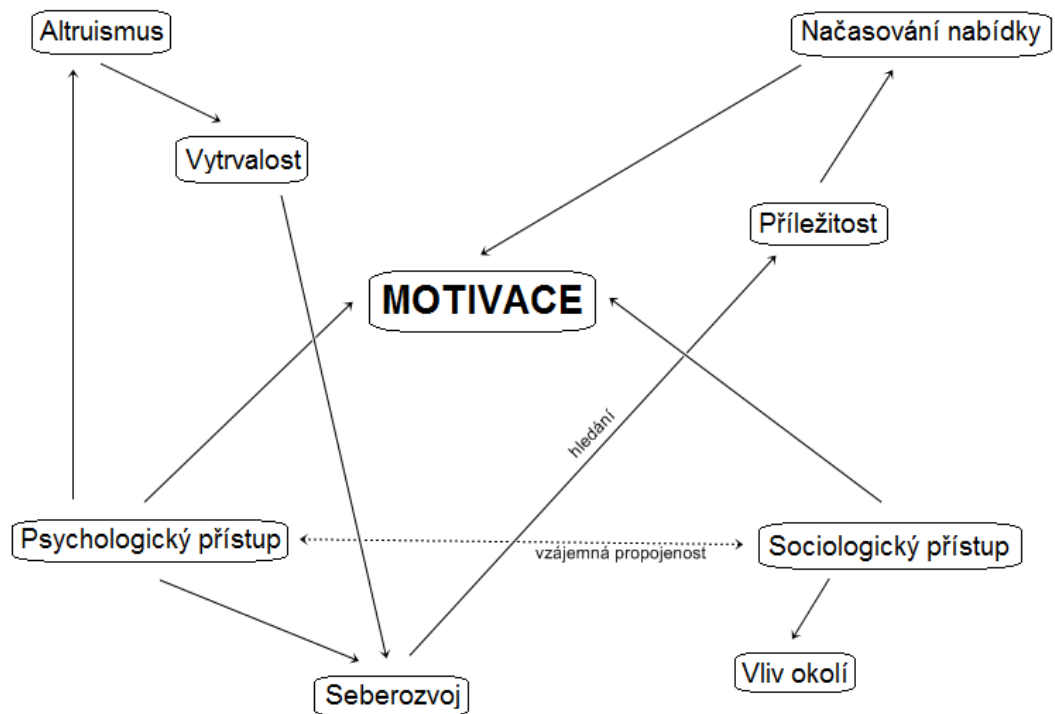 Altruismus
Načasování nabídky
Vytrvalost
Příležitost
MOTIVACE
hledání
Psychologický přístup
vzájemná propojenost
Sociologický přístup
Vliv okolí
Seberozvoj